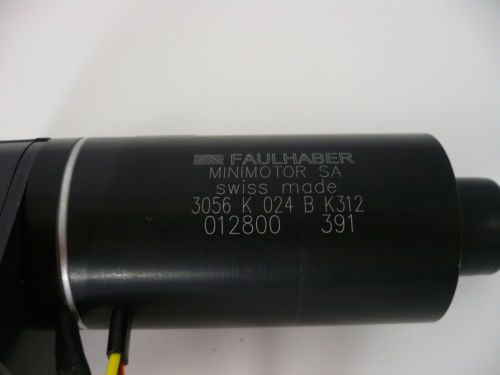 FAULHABER
MINIMOTOR SA
swiss made
3056 K 024 B K312
012800 391